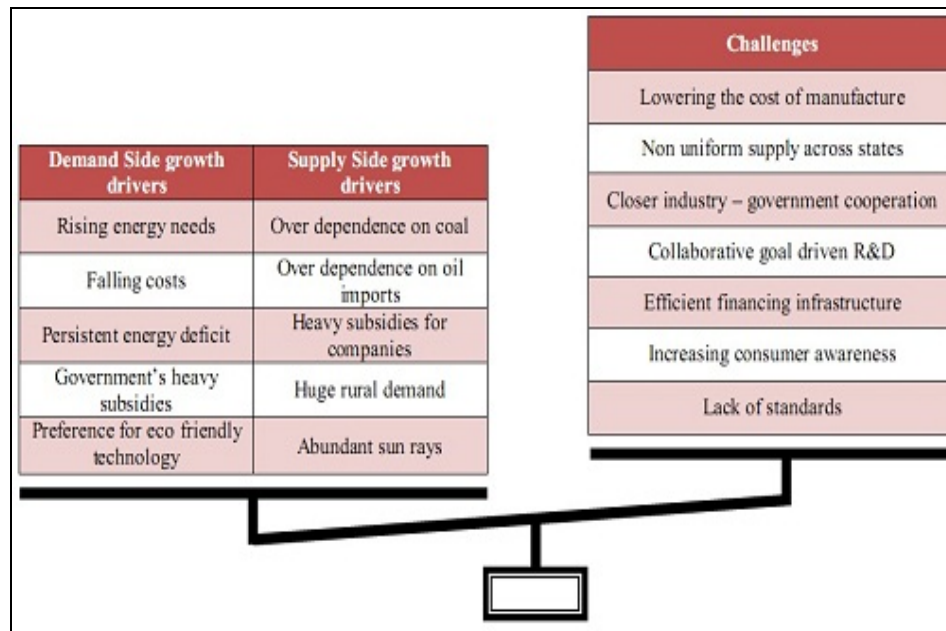 Challenges
Lowering the cost of manufacture
Non uniform supply across states
Closer industry – government cooperation
Collaborative goal driven R&D
Efficient financing infrastructure
Increasing consumer awareness
Lack of standards
Demand Side growth
drivers
Rising energy needs
Falling costs
Persistent energy deficit
Government's heavy
subsidies
Preference for eco friendly
technology
Supply Side growth
drivers
Over dependence on coal
Over dependence on oil
imports
Heavy subsidies for
companies
Huge rural demand
Abundant sun rays